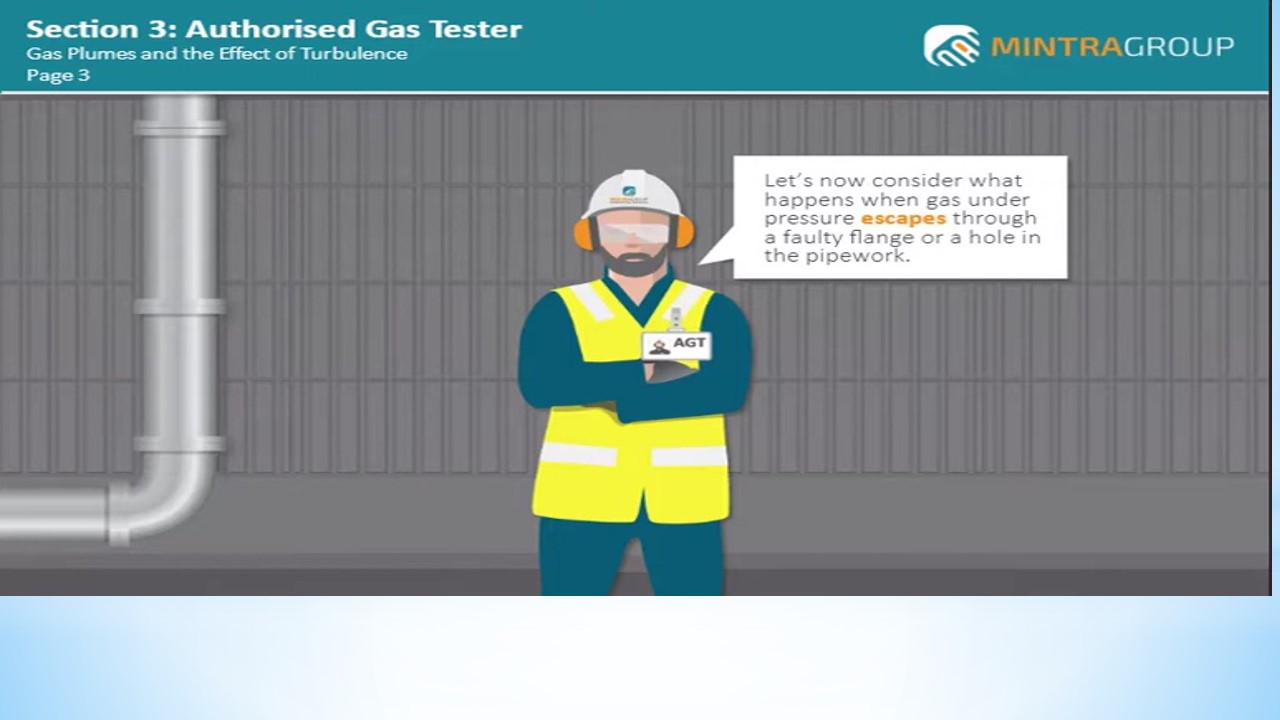 Section 3: Authorised Gas Tester
Gas Plumes and the Effect of Turbulence
Page 3
MINTRAGROUP
Let's now consider what
happens when gas under
pressure escapes through
a faulty flange or a hole in
the pipework.
AGT